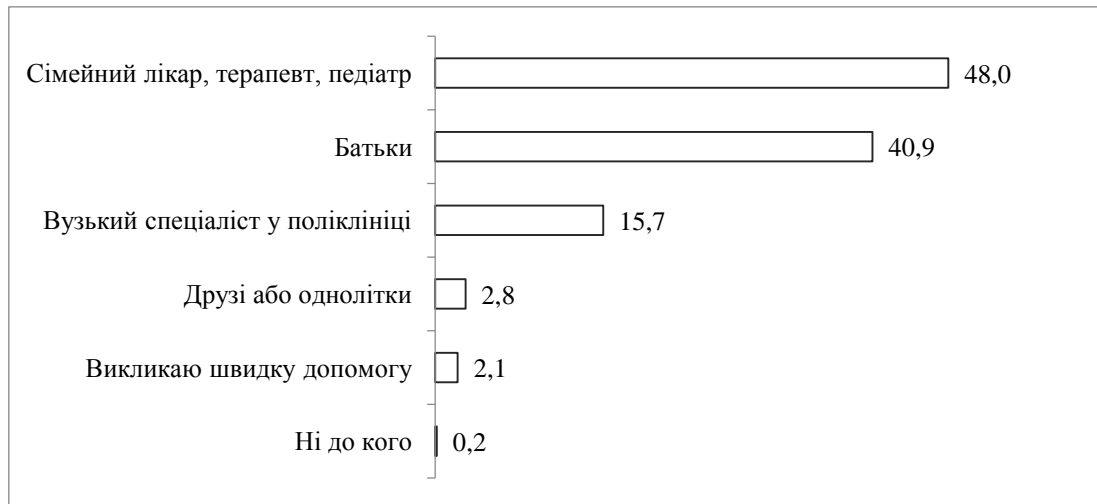 Сімейний лікар, терапевт, педіатр 48,0
Батьки 40,9
Вузький спеціаліст у поліклініці 15,7
Друзі або однолітки 2,8
Викликаю швидку допомогу 2,1
Ні до кого 0,2